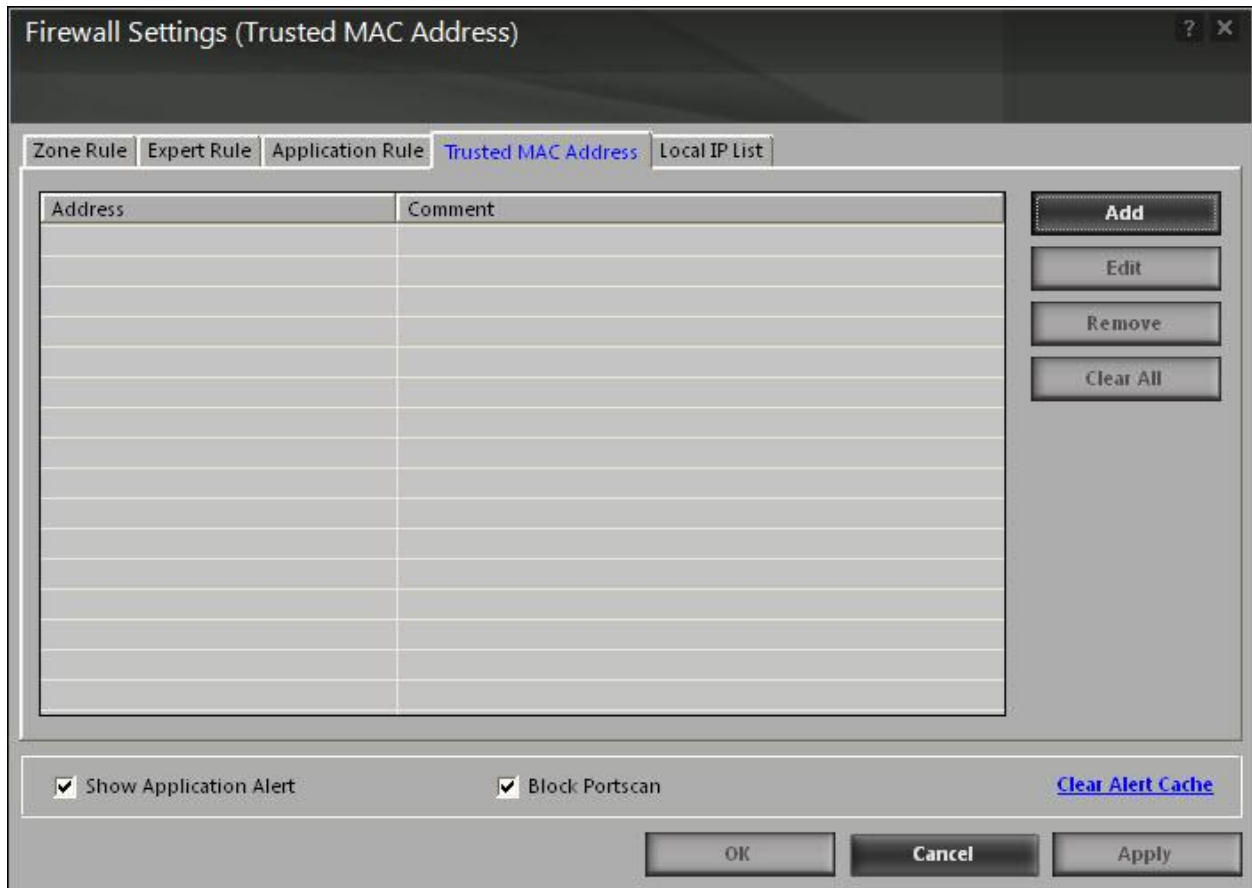 Firewall Settings (Trusted MAC Address)
? X
Zone Rule Expert Rule Application Rule Trusted MAC Address Local IP List
Address Comment
Add
Edit
Remove
Clear All
Show Application Alert Block Portscan Clear Alert Cache
OK Cancel Apply